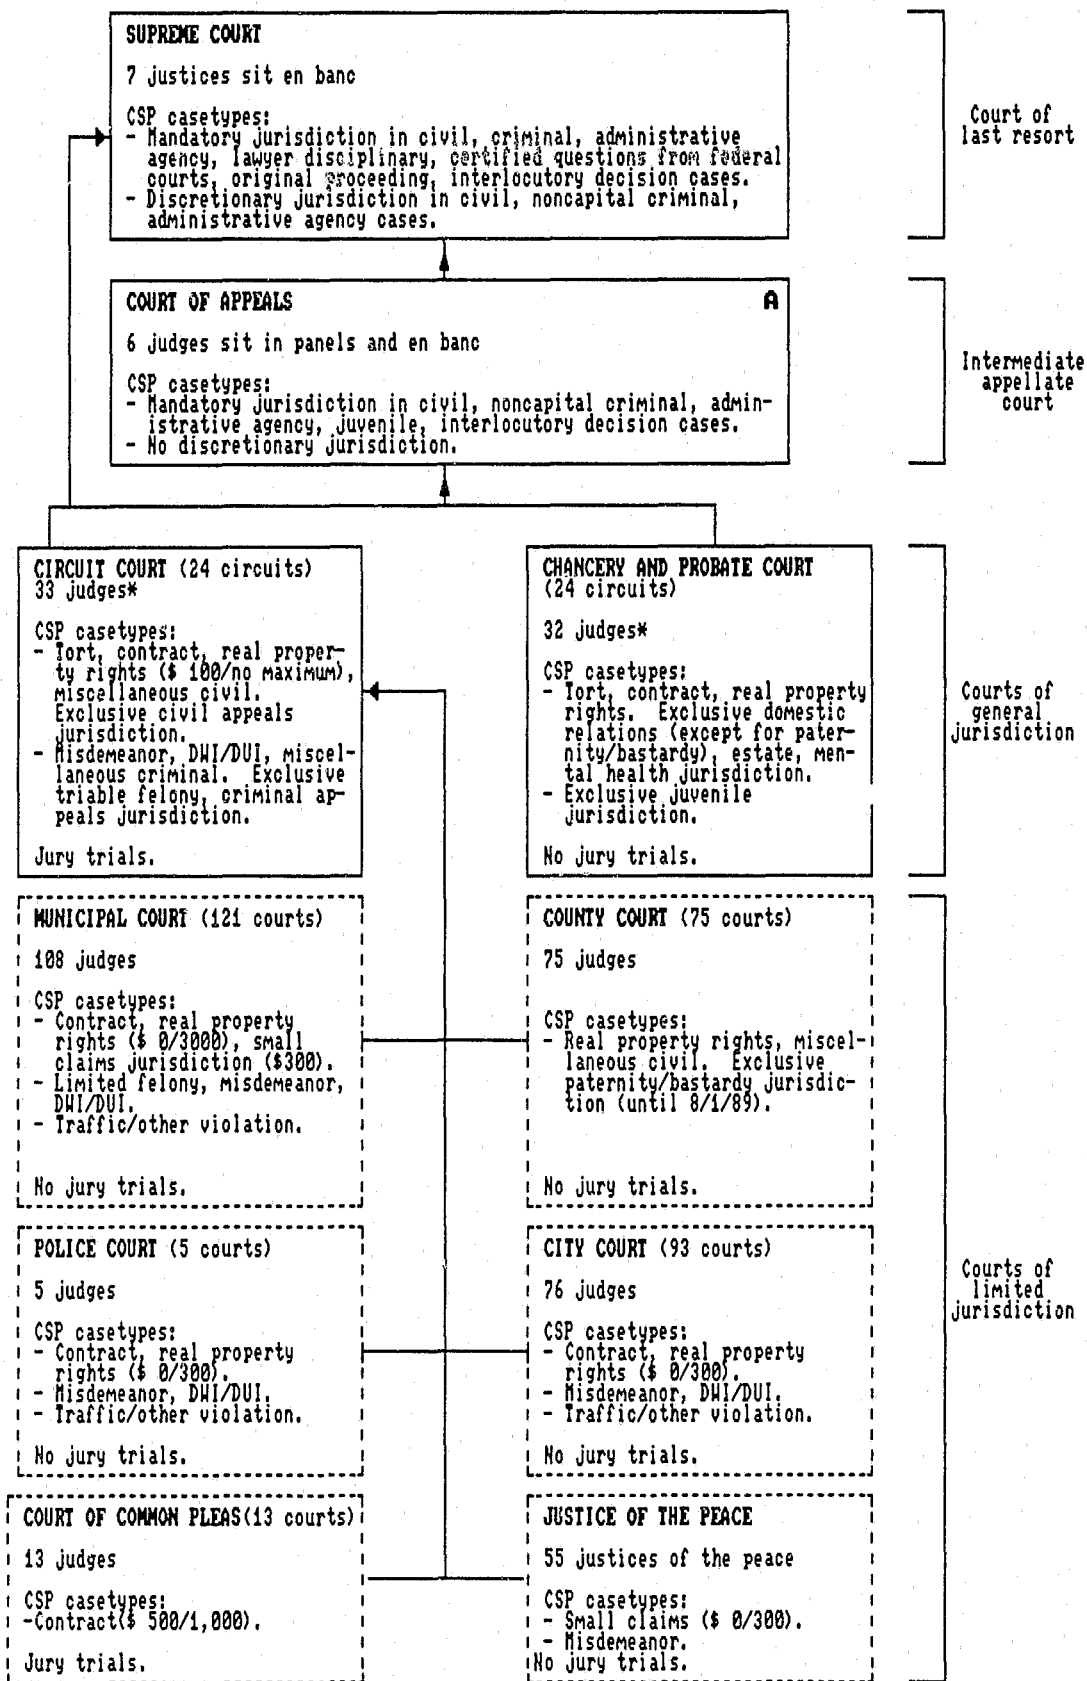 SUPREME COURT
7 justices sit en banc
CSP casetypes:
- Mandatory jurisdiction in civil, criminal, administrative
agency, lawyer disciplinary, certified questions from federal
courts, original proceeding, interlocutory decision cases.
- Discretionary jurisdiction in civil, noncapital criminal,
administrative agency cases.
Court of
last resort
COURT OF APPEALS A
6 judges sit in panels and en banc
CSP casetypes:
- Mandatory jurisdiction in civil, noncapital criminal, admin-
istrative agency, juvenile, interlocutory decision cases.
- No discretionary jurisdiction.
Intermediate
appellate
court
CIRCUIT COURT (24 circuits)
33 judges*
CSP casetypes:
- Tort, contract, real proper-
ty rights ($ 100/no maximum),
miscellaneous civil.
Exclusive civil appeals
jurisdiction.
- Misdemeanor, DWI/DUI, miscel-
laneous criminal. Exclusive
triable felony, criminal ap-
peals jurisdiction.
Jury trials.
CHANCERY AND PROBATE COURT
(24 circuits)
32 judges*
CSP casetypes:
- Tort, contract, real property
rights. Exclusive domestic
relations (except for pater-
nity/bastardy), estate, men-
tal health jurisdiction.
- Exclusive juvenile
jurisdiction.
No jury trials.
Courts of
general
jurisdiction
MUNICIPAL COURT (121 courts)
108 judges
CSP casetypes:
- Contract, real property
rights ($ 0/3000), small
claims jurisdiction ($300).
- Limited felony, misdemeanor,
DWI/DUI.
- Traffic/other violation.
No jury trials.
COUNTY COURT (75 courts)
75 judges
CSP casetypes:
- Real property rights, miscel-
laneous civil. Exclusive
paternity/bastardy jurisdic-
tion (until 8/1/89).
No jury trials.
POLICE COURT (5 courts)
5 judges
CSP casetypes:
- Contract, real property
rights ($ 0/300).
- Misdemeanor, DWI/DUI.
- Traffic/other violation.
No jury trials.
CITY COURT (93 courts)
76 judges
CSP casetypes:
- Contract, real property
rights ($ 0/300).
- Misdemeanor, DWI/DUI.
- Traffic/other violation.
No jury trials.
Courts of
limited
jurisdiction
COURT OF COMMON PLEAS(13 courts)
13 judges
CSP casetypes:
-Contract($ 500/1,000).
Jury trials.
JUSTICE OF THE PEACE
55 justices of the peace
CSP casetypes:
- Small claims ($ 0/300).
- Misdemeanor.
No jury trials.